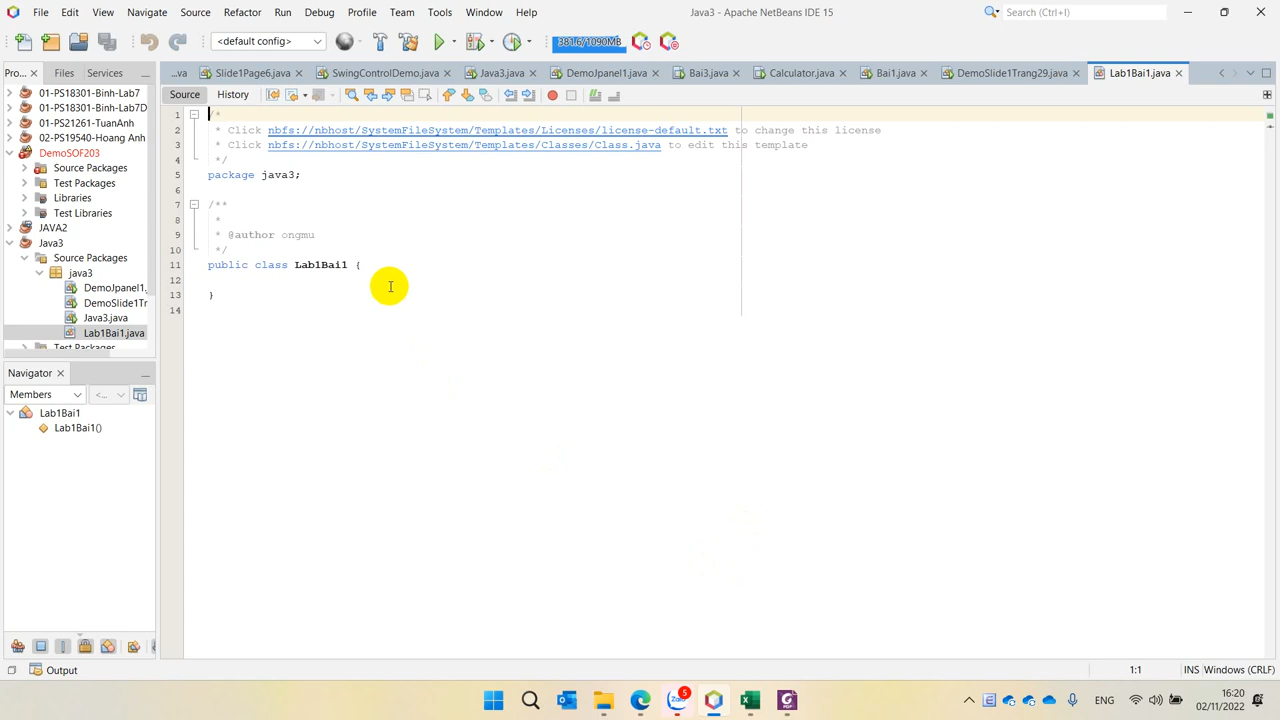 File Edit View Navigate Source Refactor Run Debug Profile Team Tools Window Help
Java3 - Apache NetBeans IDE 15
Search (Ctrl+I)
<default config>
381.6/1090MB
Pro... Files Services
...va Slide1Page6.java SwingControlDemo.java Java3.java DemoJpanel1.java Bai3.java Calculator.java Bai1.java DemoSlide1Trang29.java Lab1Bai1.java
Source History
01-PS18301-Binh-Lab7
01-PS18301-Binh-Lab7D
01-PS21261-TuanAnh
02-PS19540-Hoang Anh
DemoSOF203
Source Packages
Test Packages
Libraries
Test Libraries
JAVA2
Java3
Source Packages
java3
DemoJpanel1.
DemoSlide1Tr
Java3.java
Lab1Bai1.java
Test Packages
Navigator
Members
<...
Lab1Bai1
Lab1Bai1()
1 /*
2 * Click nbfs://nbhost/SystemFileSystem/Templates/Licenses/license-default.txt to change this license
3 * Click nbfs://nbhost/SystemFileSystem/Templates/Classes/Class.java to edit this template
4 */
5 package java3;
6
7 /**
8 *
9 * @author ongmu
10 */
11 public class Lab1Bai1 {
12
13 }
14
Output
1:1 INS Windows (CRLF)
Zalo 5
ENG
16:20
02/11/2022